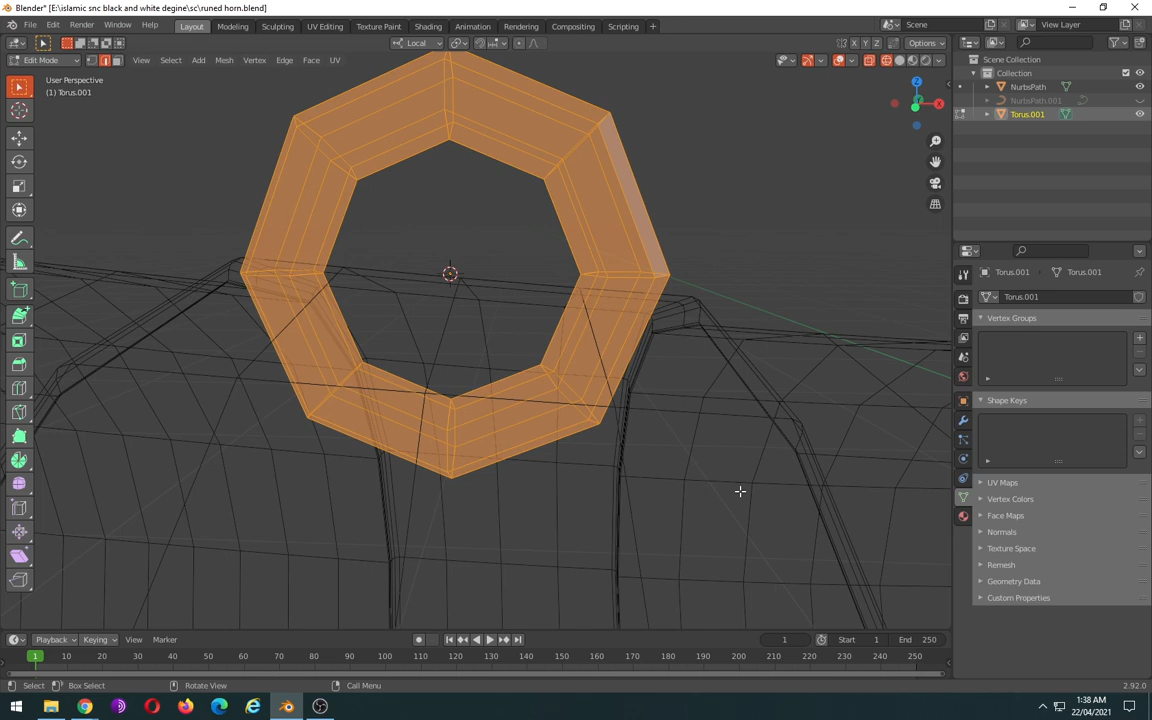 Blender* [E:\islamic snc black and white degine\sc\runed horn.blend]
File Edit Render Window Help Layout Modeling Sculpting UV Editing Texture Paint Shading Animation Rendering Compositing Scripting + Scene View Layer
Local X Y Z Options
Edit Mode View Select Add Mesh Vertex Edge Face UV
Scene Collection
Collection
NurbsPath
NurbsPath.001
Torus.001
User Perspective
(1) Torus.001
Z
X
Torus.001 Torus.001
Torus.001
Vertex Groups
Shape Keys
UV Maps
Vertex Colors
Face Maps
Normals
Texture Space
Remesh
Geometry Data
Custom Properties
Playback Keying View Marker 1 Start 1 End 250
1 10 20 30 40 50 60 70 80 90 100 110 120 130 140 150 160 170 180 190 200 210 220 230 240 250
Select Box Select Rotate View Call Menu 2.92.0
1:38 AM
22/04/2021